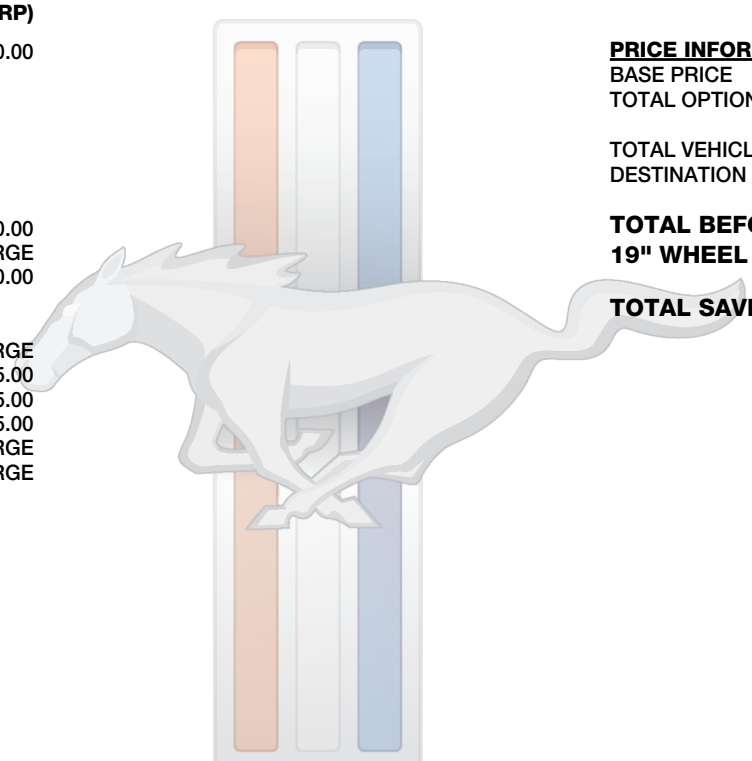 RP)
0.00
0.00
RGE
0.00
RGE
5.00
5.00
5.00
RGE
RGE
PRICE INFOR
BASE PRICE
TOTAL OPTION
TOTAL VEHICL
DESTINATION
TOTAL BEFO
19" WHEEL
TOTAL SAVI